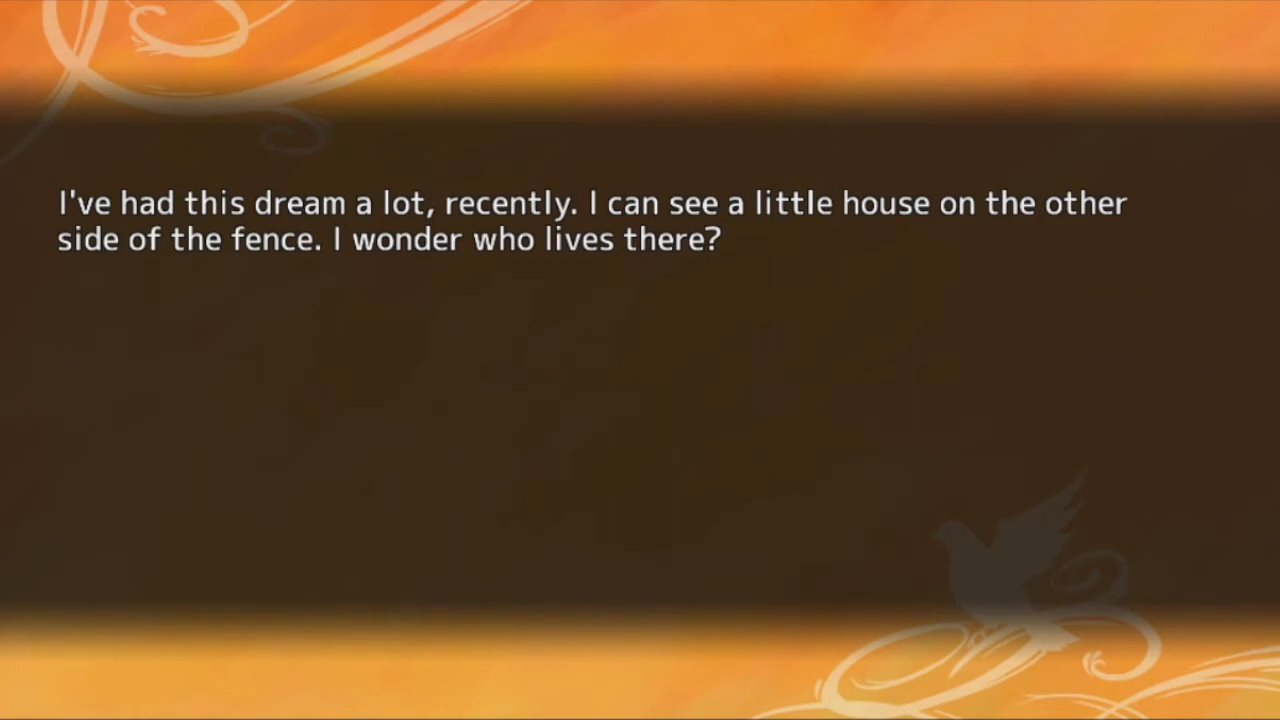 I've had this dream a lot, recently. I can see a little house on the other
side of the fence. I wonder who lives there?